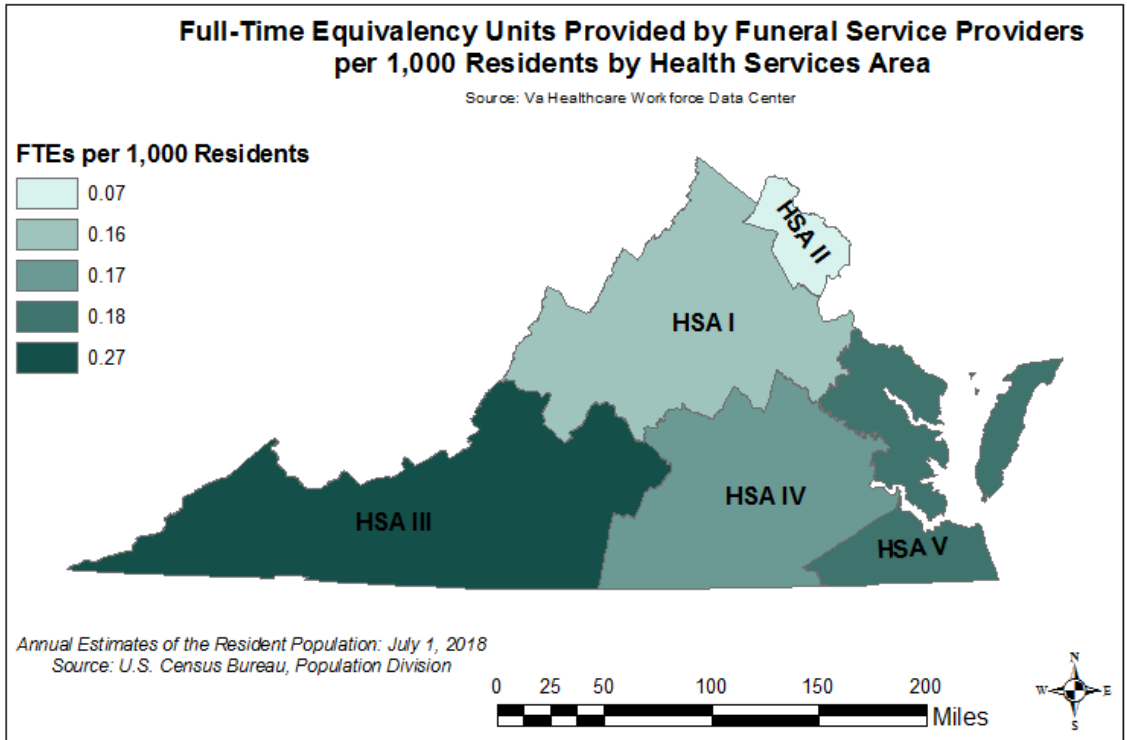 Full-Time Equivalency Units Provided by Funeral Service Providers
per 1,000 Residents by Health Services Area
Source: Va Healthcare Workforce Data Center
FTEs per 1,000 Residents
0.07
0.16
0.17
0.18
0.27
HSA II
HSA I
HSA IV
HSA III
HSA V
Annual Estimates of the Resident Population: July 1, 2018
Source: U.S. Census Bureau, Population Division
0 25 50 100 150 200
Miles
N
W E
S